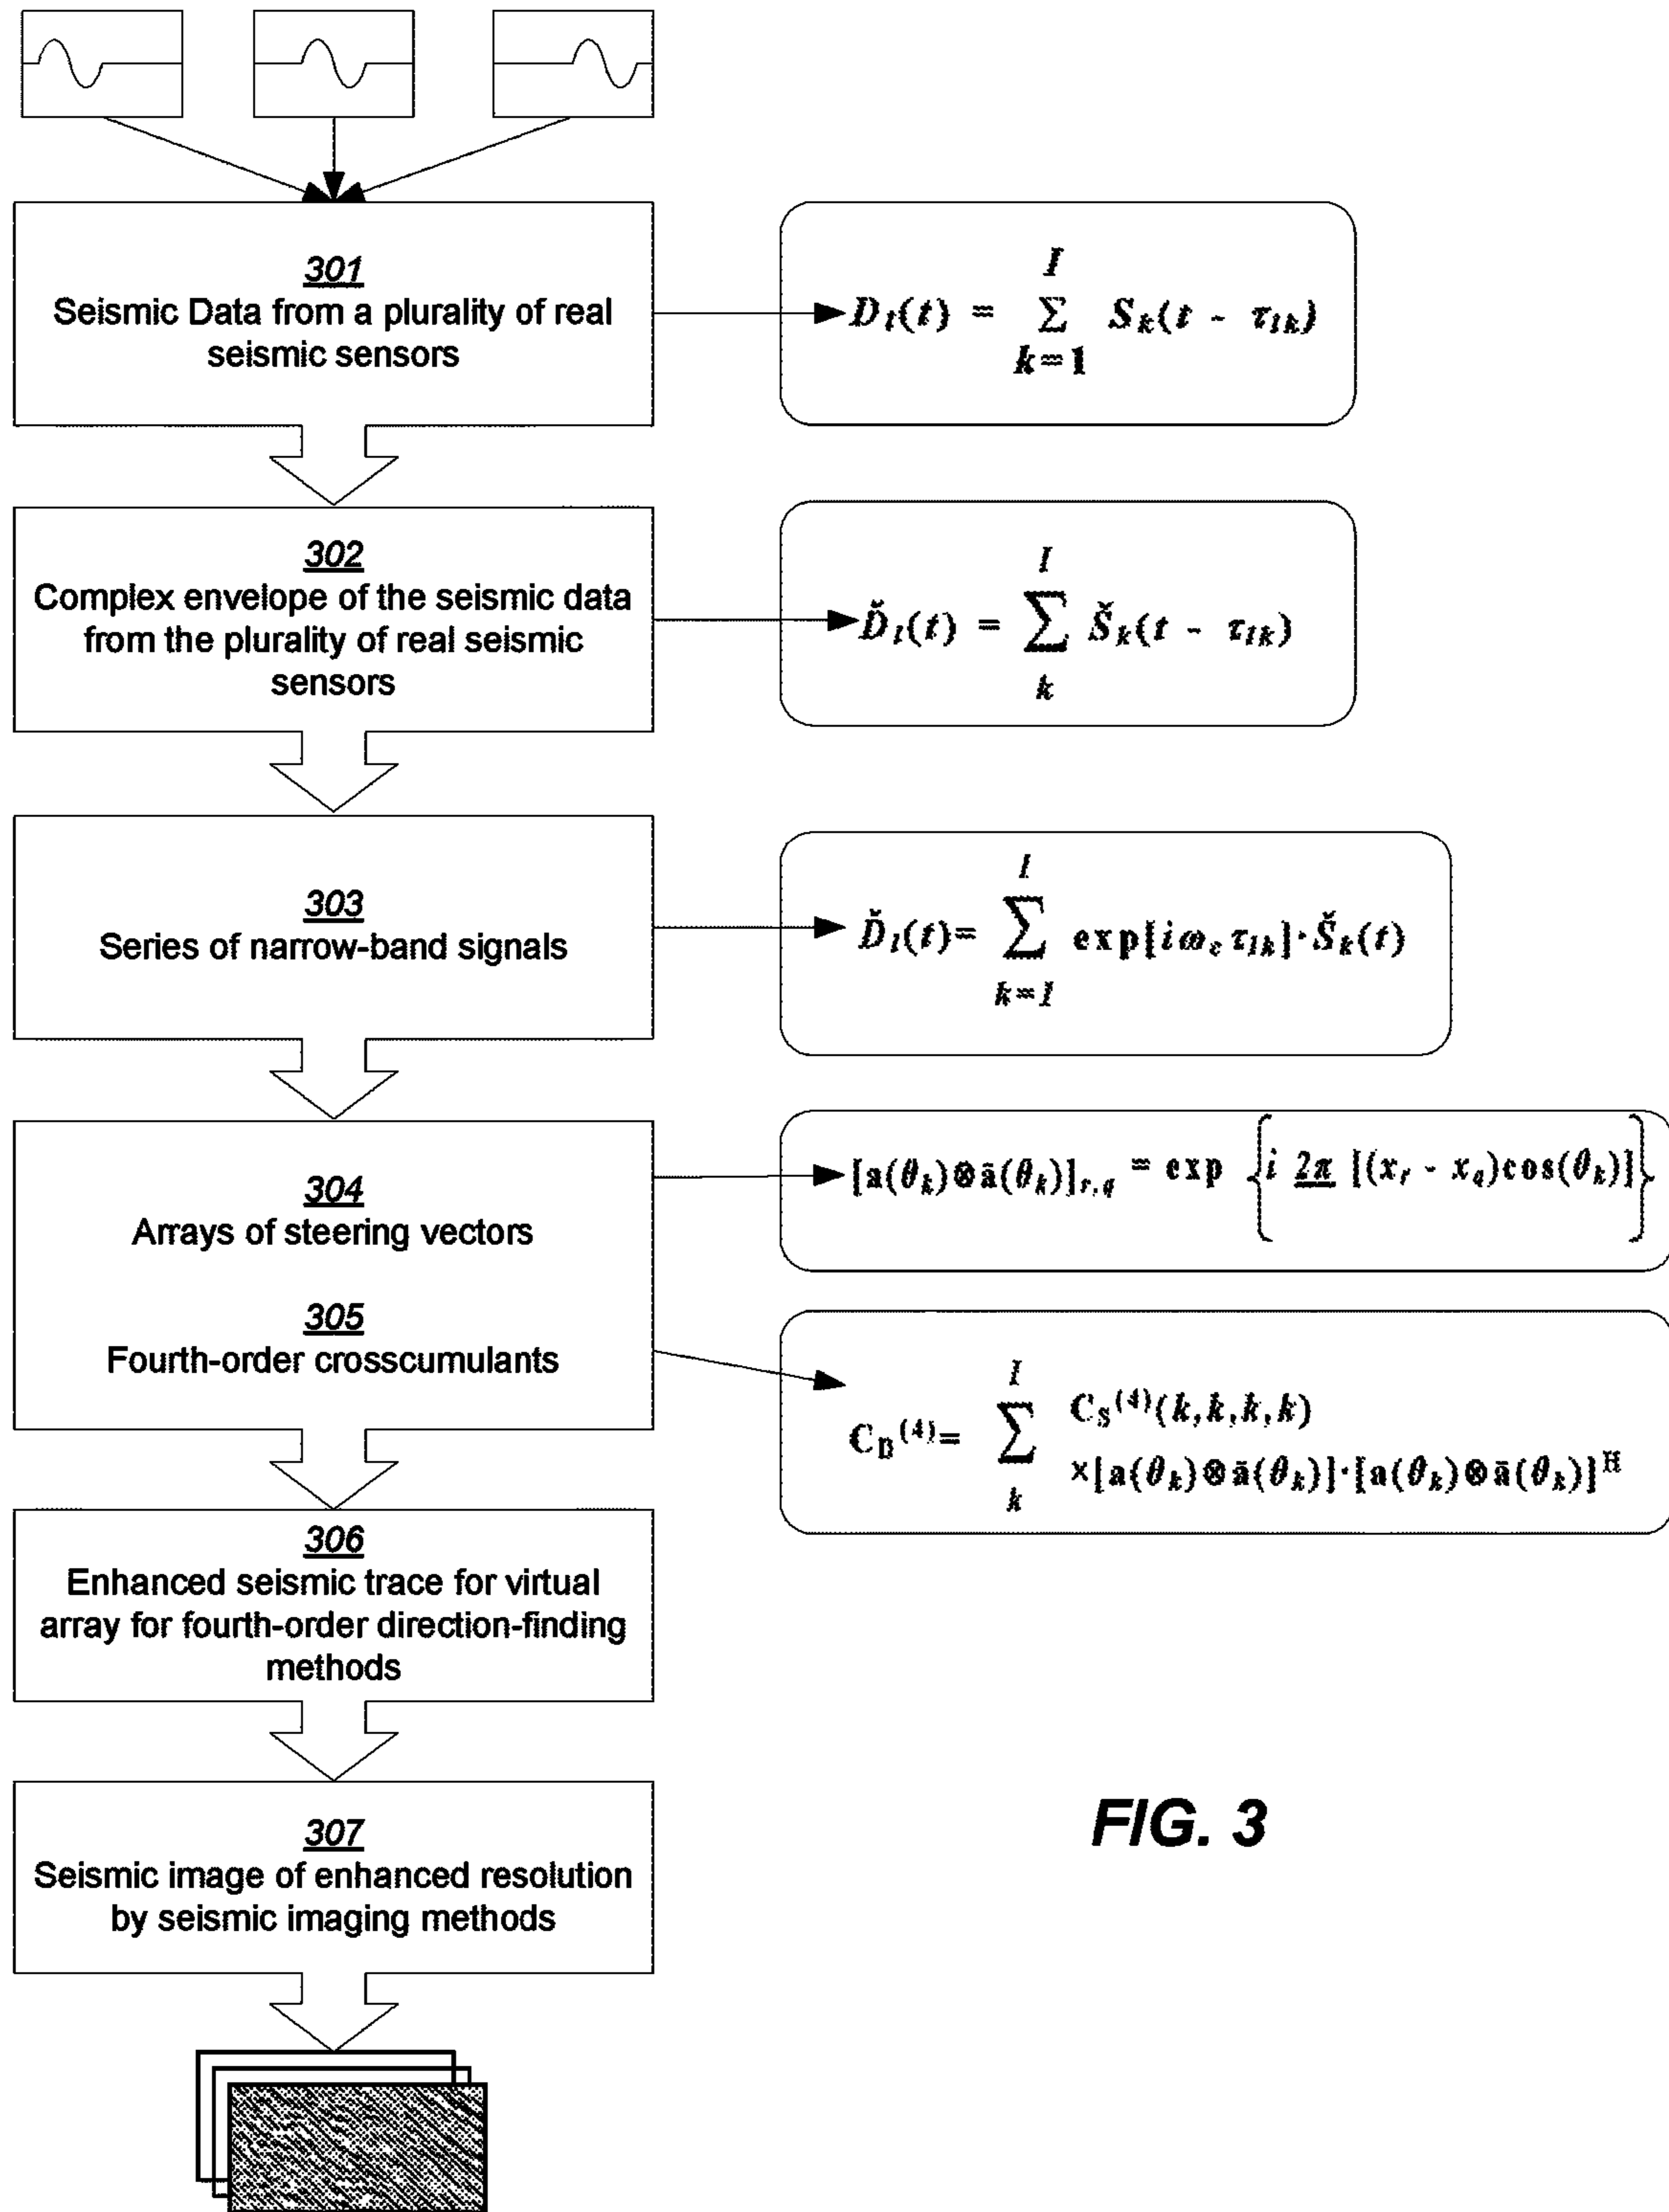 301
Seismic Data from a plurality of real
seismic sensors
I
D_l(t) = Σ S_k(t - τ_lk)
k=1
302
Complex envelope of the seismic data
from the plurality of real seismic
sensors
I
Ď_l(t) = Σ Š_k(t - τ_lk)
k
303
Series of narrow-band signals
I
Ď_l(t)= Σ exp[iω_c τ_lk]·Š_k(t)
k=1
304
Arrays of steering vectors
[a(θ_k)⊗ā(θ_k)]_r,q = exp { i 2π [(x_r - x_q)cos(θ_k)] }
305
Fourth-order crosscumulants
I
C_D^(4)= Σ C_S^(4)(k,k,k,k)
×[a(θ_k)⊗ā(θ_k)]·[a(θ_k)⊗ā(θ_k)]^H
k
306
Enhanced seismic trace for virtual
array for fourth-order direction-finding
methods
307
Seismic image of enhanced resolution
by seismic imaging methods
FIG. 3